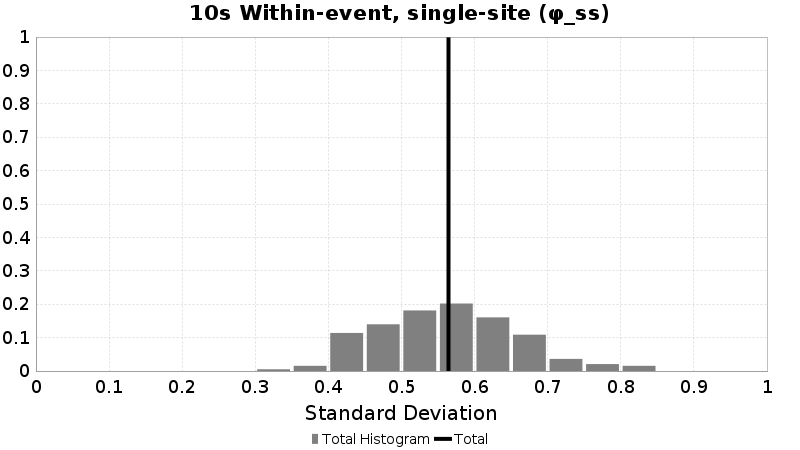 10s Within-event, single-site (φ_ss)
1
0.9
0.8
0.7
0.6
0.5
0.4
0.3
0.2
0.1
0
0 0.1 0.2 0.3 0.4 0.5 0.6 0.7 0.8 0.9 1
Standard Deviation
Total Histogram Total